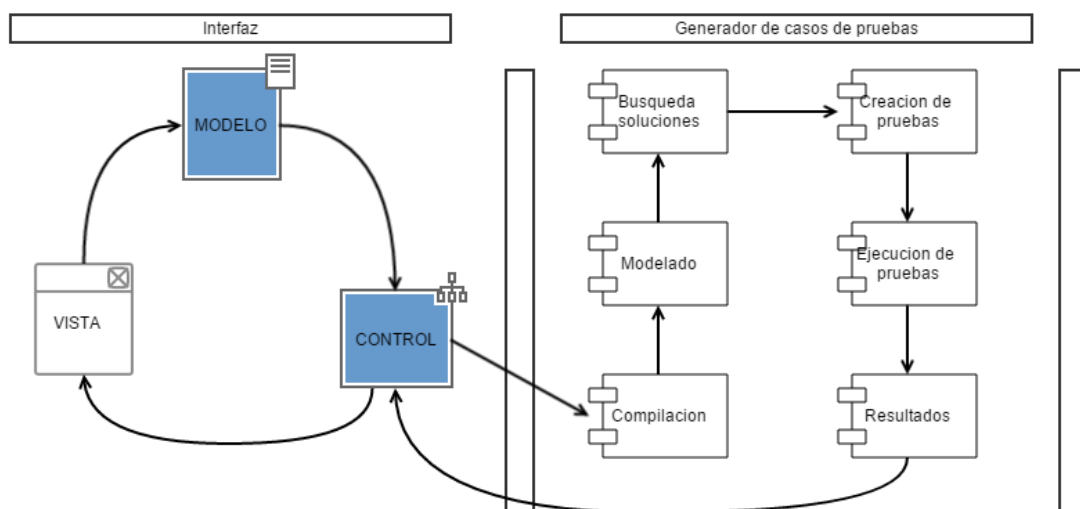 Interfaz
Generador de casos de pruebas
MODELO
VISTA
CONTROL
Busqueda
soluciones
Creacion de
pruebas
Modelado
Ejecucion de
pruebas
Compilacion
Resultados